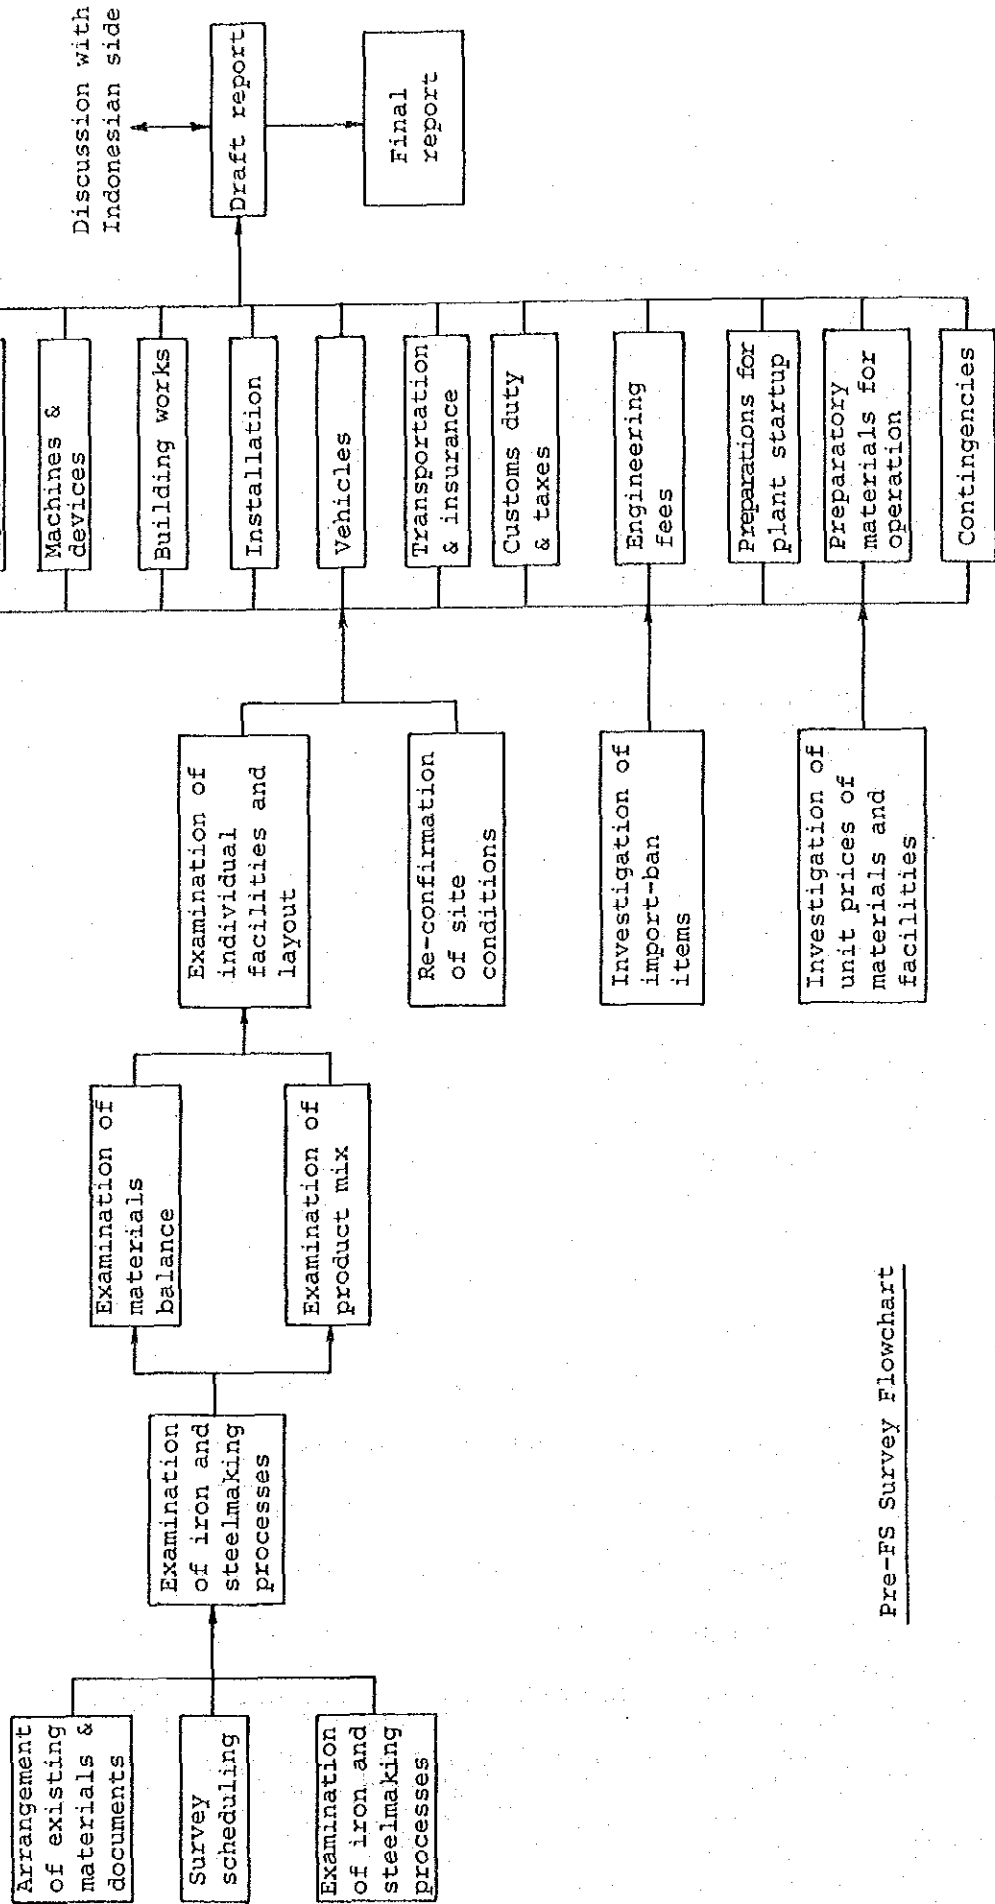 Arrangement
of existing
materials &
documents
Survey
scheduling
Examination
of iron and
steelmaking
processes
Examination
of iron and
steelmaking
processes
Examination of
materials
balance
Examination of
product mix
Examination of
individual
facilities and
layout
Re-confirmation
of site
conditions
Investigation of
import-ban
items
Investigation of
unit prices of
materials and
facilities
Machines &
devices
Building works
Installation
Vehicles
Transportation
& insurance
Customs duty
& taxes
Engineering
fees
Preparations for
plant startup
Preparatory
materials for
operation
Contingencies
Discussion with
Indonesian side
Draft report
Final
report
Pre-FS Survey Flowchart